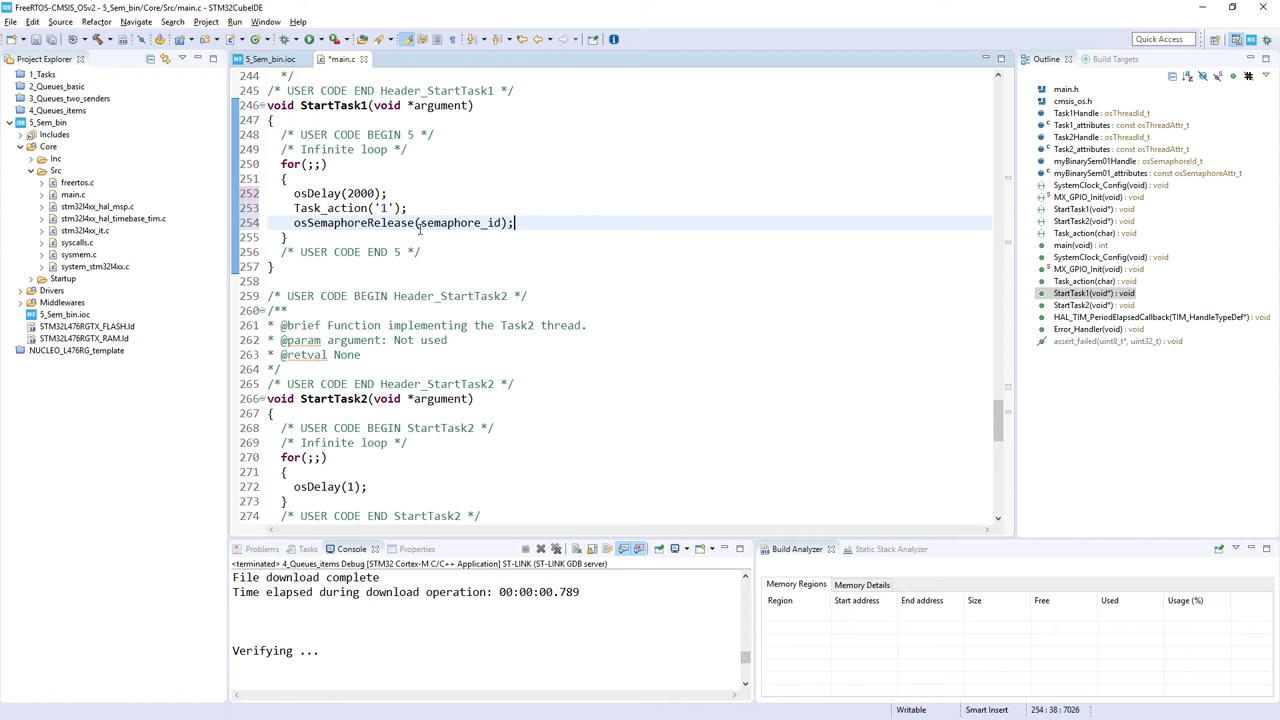 FreeRTOS-CMSIS_OSv2 - 5_Sem_bin/Core/Src/main.c - STM32CubeIDE
File Edit Source Refactor Navigate Search Project Run Window Help
Quick Access
Project Explorer
5_Sem_bin.ioc
*main.c
Outline
Build Targets
1_Tasks
2_Queues_basic
3_Queues_two_senders
4_Queues_items
5_Sem_bin
Includes
Core
Inc
Src
freertos.c
main.c
stm32l4xx_hal_msp.c
stm32l4xx_hal_timebase_tim.c
stm32l4xx_it.c
syscalls.c
sysmem.c
system_stm32l4xx.c
Startup
Drivers
Middlewares
5_Sem_bin.ioc
STM32L476RGTX_FLASH.ld
STM32L476RGTX_RAM.ld
NUCLEO_L476RG_template
244 */
245 /* USER CODE END Header_StartTask1 */
246 void StartTask1(void *argument)
247 {
248 /* USER CODE BEGIN 5 */
249 /* Infinite loop */
250 for(;;)
251 {
252 osDelay(2000);
253 Task_action('1');
254 osSemaphoreRelease(semaphore_id);
255 }
256 /* USER CODE END 5 */
257 }
258
259 /* USER CODE BEGIN Header_StartTask2 */
260 /**
261 * @brief Function implementing the Task2 thread.
262 * @param argument: Not used
263 * @retval None
264 */
265 /* USER CODE END Header_StartTask2 */
266 void StartTask2(void *argument)
267 {
268 /* USER CODE BEGIN StartTask2 */
269 /* Infinite loop */
270 for(;;)
271 {
272 osDelay(1);
273 }
274 /* USER CODE END StartTask2 */
main.h
cmsis_os.h
Task1Handle : osThreadId_t
Task1_attributes : const osThreadAttr_t
Task2Handle : osThreadId_t
Task2_attributes : const osThreadAttr_t
myBinarySem01Handle : osSemaphoreId_t
myBinarySem01_attributes : const osSemaphoreAttr_t
SystemClock_Config(void) : void
MX_GPIO_Init(void) : void
StartTask1(void*) : void
StartTask2(void*) : void
Task_action(char) : void
main(void) : int
SystemClock_Config(void) : void
MX_GPIO_Init(void) : void
Task_action(char) : void
StartTask1(void*) : void
StartTask2(void*) : void
HAL_TIM_PeriodElapsedCallback(TIM_HandleTypeDef*) : void
Error_Handler(void) : void
assert_failed(uint8_t*, uint32_t) : void
Problems Tasks Console Properties
<terminated> 4_Queues_items Debug [STM32 Cortex-M C/C++ Application] ST-LINK (ST-LINK GDB server)
File download complete
Time elapsed during download operation: 00:00:00.789
Verifying ...
Build Analyzer Static Stack Analyzer
Memory Regions Memory Details
Region Start address End address Size Free Used Usage (%)
Writable Smart Insert 254 : 38 : 7026